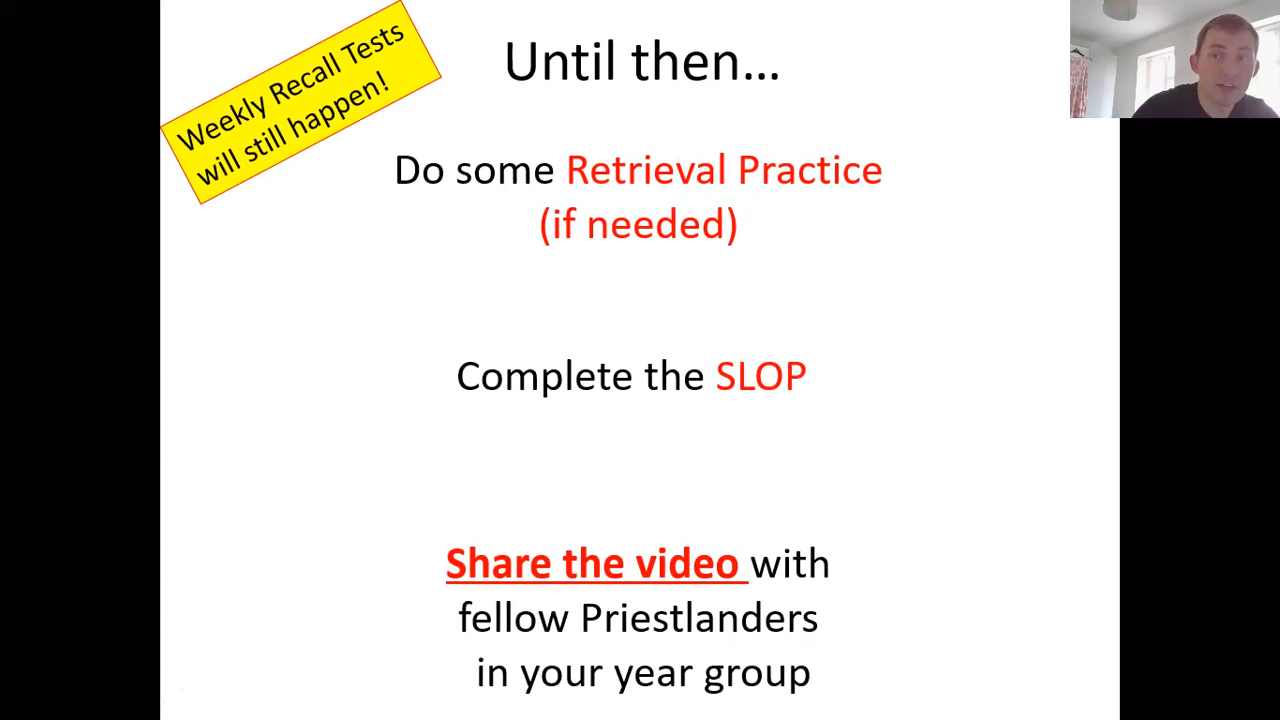 Weekly Recall Tests
will still happen!
Until then…
Do some Retrieval Practice
(if needed)
Complete the SLOP
Share the video with
fellow Priestlanders
in your year group